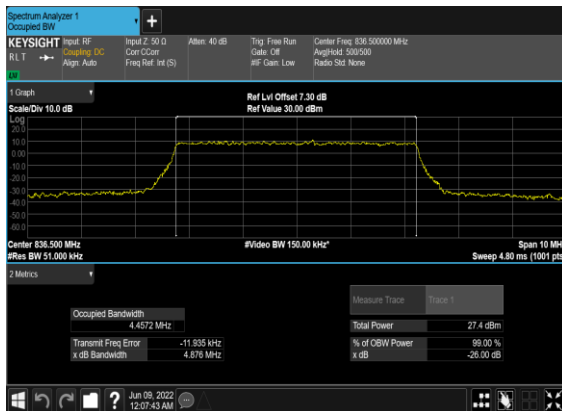 Spectrum Analyzer 1
Occupied BW
KEYSIGHT
RLT
Input: RF
Coupling: DC
Align: Auto
Input Z: 50 Ω
Corr CCorr
Freq Ref: Int (S)
Atten: 40 dB
Trig: Free Run
Gate: Off
#IF Gain: Low
Center Freq: 836.500000 MHz
Avg|Hold: 500/500
Radio Std: None
1 Graph
Scale/Div 10.0 dB
Ref Lvl Offset 7.30 dB
Ref Value 30.00 dBm
Log
20.0
10.0
0.00
-10.0
-20.0
-30.0
-40.0
-50.0
-60.0
Center 836.500 MHz
#Video BW 150.00 kHz*
Span 10 MH
#Res BW 51.000 kHz
Sweep 4.80 ms (1001 pts
2 Metrics
Measure Trace Trace 1
Occupied Bandwidth
4.4572 MHz
Total Power 27.4 dBm
Transmit Freq Error -11.935 kHz
% of OBW Power 99.00 %
x dB Bandwidth 4.876 MHz
x dB -26.00 dB
?
Jun 09, 2022
12:07:43 AM